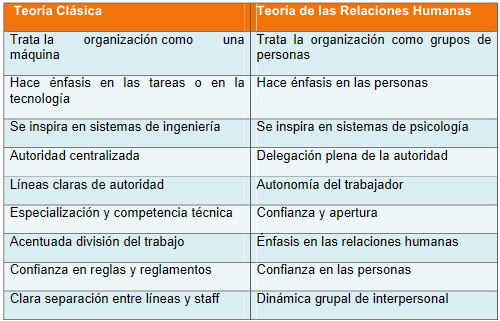 Teoría Clásica
Teoría de las Relaciones Humanas
Trata la organización como una
máquina
Trata la organización como grupos de
personas
Hace énfasis en las tareas o en la
tecnología
Hace énfasis en las personas
Se inspira en sistemas de ingeniería
Se inspira en sistemas de psicología
Autoridad centralizada
Delegación plena de la autoridad
Líneas claras de autoridad
Autonomía del trabajador
Especialización y competencia técnica
Confianza y apertura
Acentuada división del trabajo
Énfasis en las relaciones humanas
Confianza en reglas y reglamentos
Confianza en las personas
Clara separación entre líneas y staff
Dinámica grupal de interpersonal